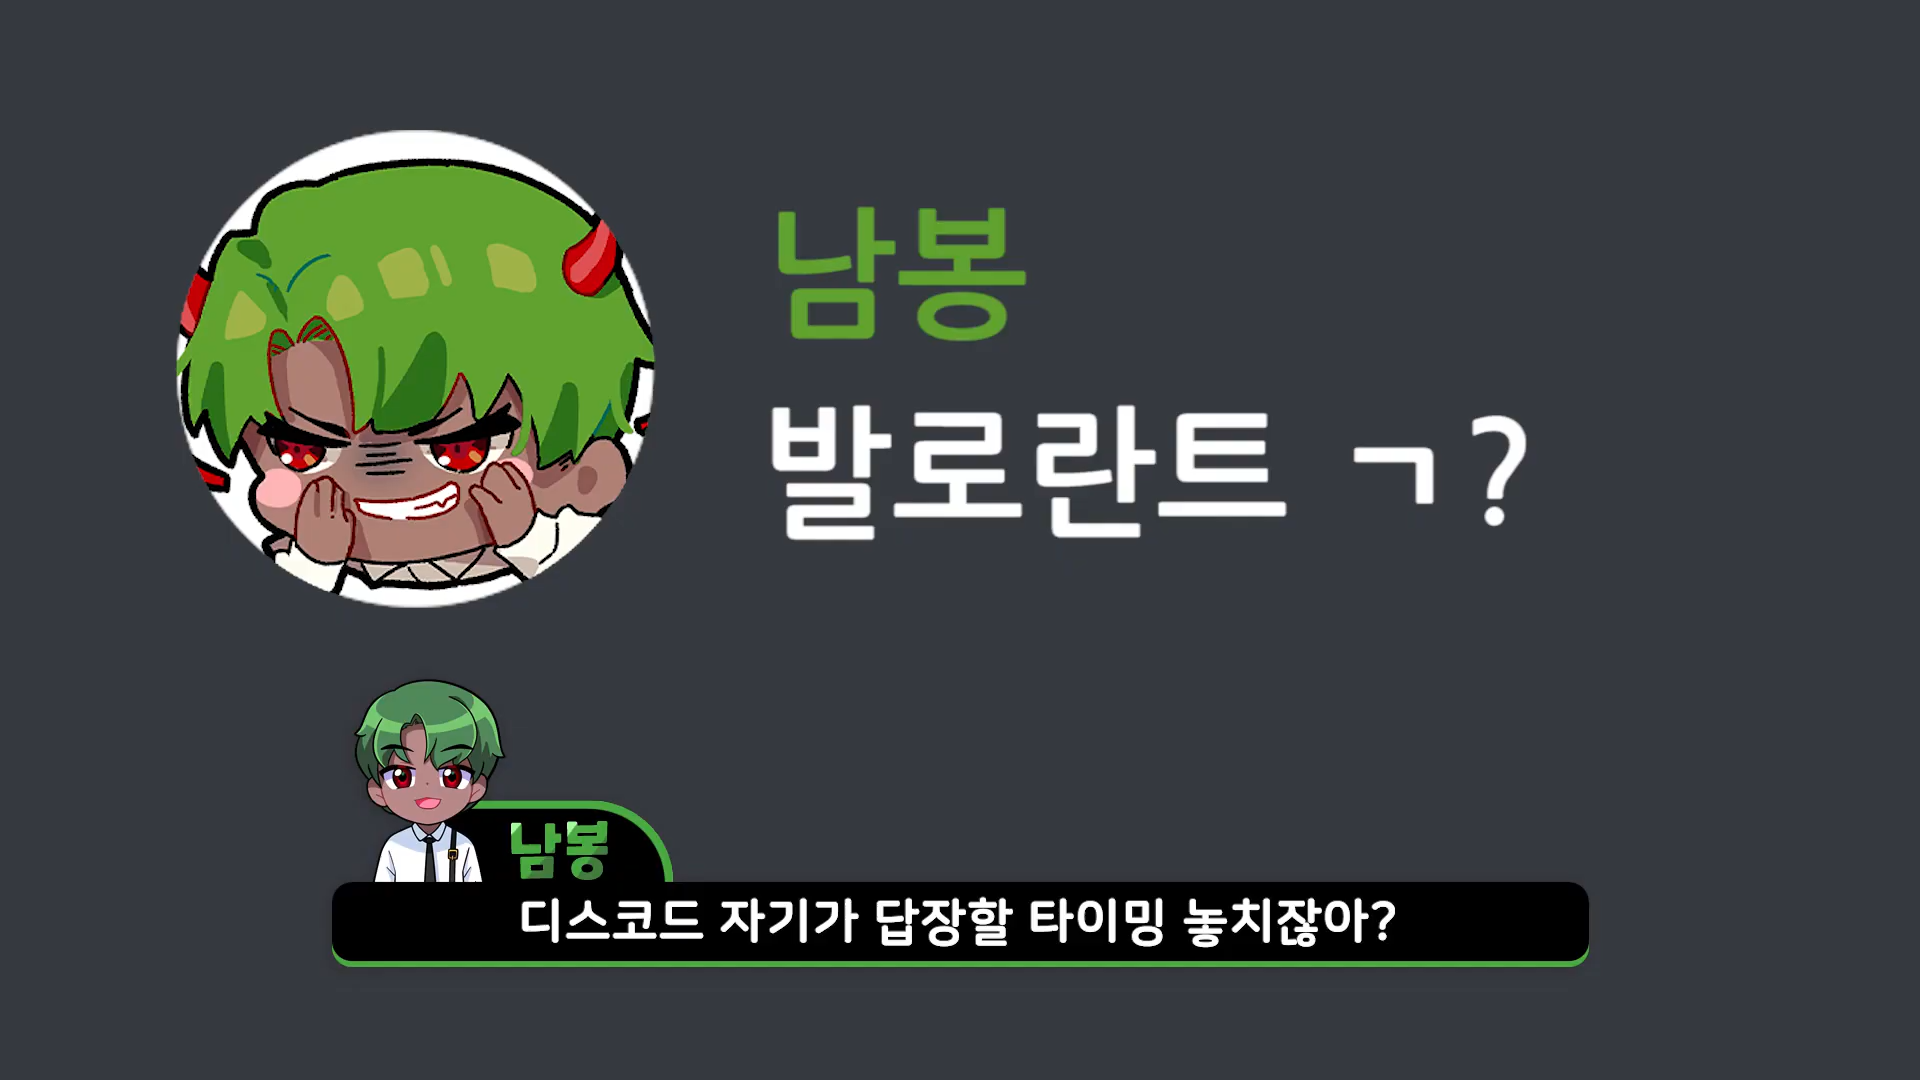 남봉
발로란트 ㄱ?
남봉
디스코드 자기가 답장할 타이밍 놓치잖아?